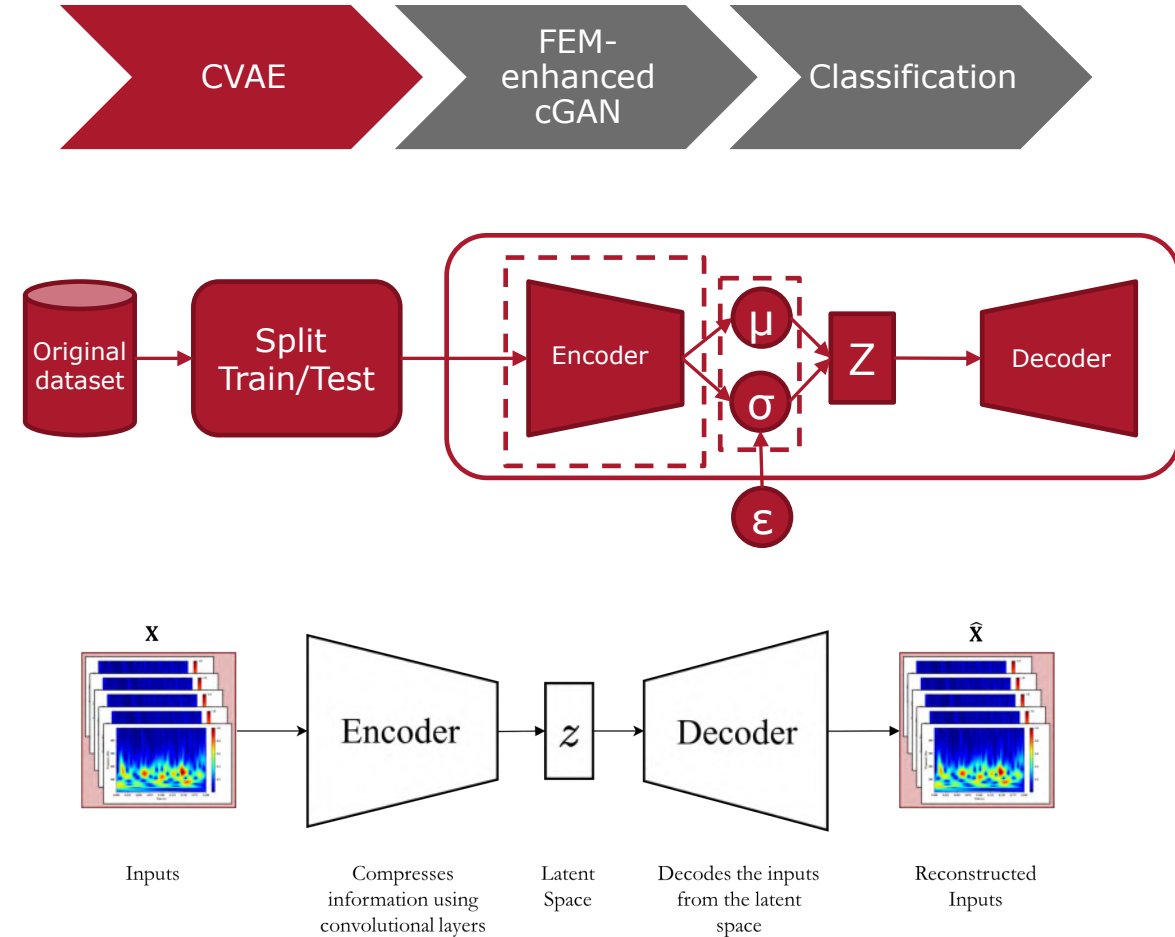 CVAE
FEM-
enhanced
cGAN
Classification
Original
dataset
Split
Train/Test
Encoder
μ
σ
Z
Decoder
ε
x
x̂
Encoder
z
Decoder
Inputs
Compresses
information using
convolutional layers
Latent
Space
Decodes the inputs
from the latent
space
Reconstructed
Inputs